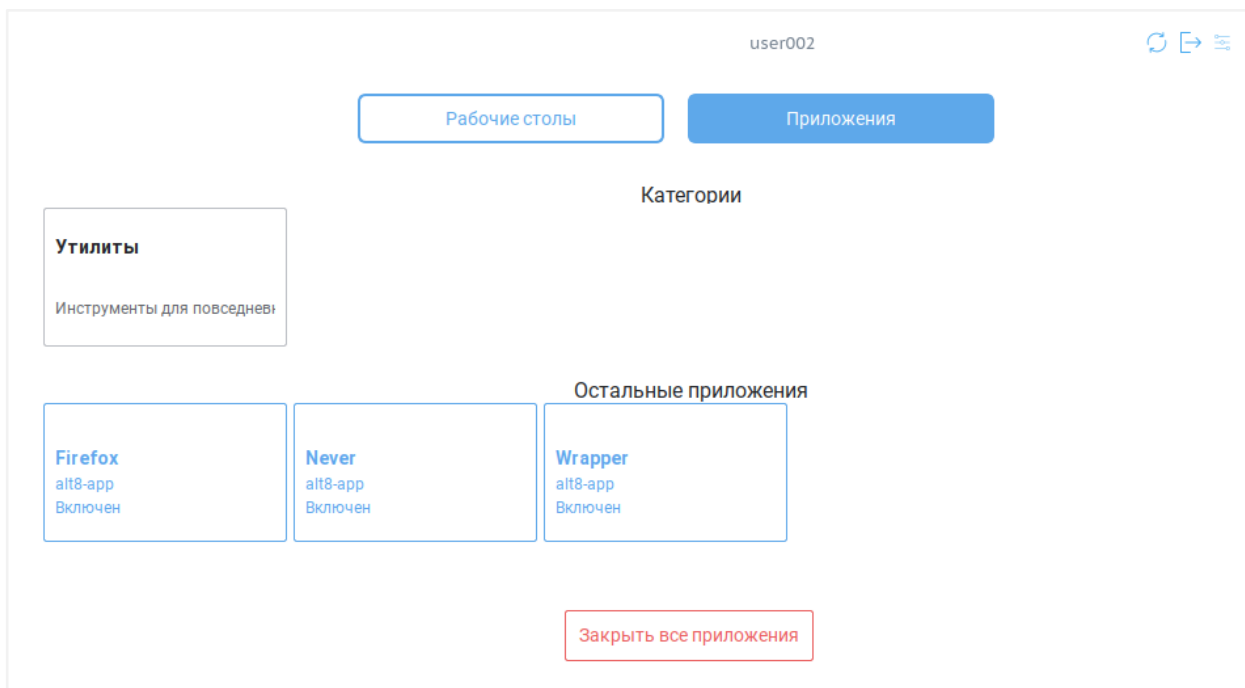 user002
Рабочие столы
Приложения
Категории
Утилиты
Инструменты для повседневн
Остальные приложения
Firefox
alt8-app
Включен
Never
alt8-app
Включен
Wrapper
alt8-app
Включен
Закрыть все приложения